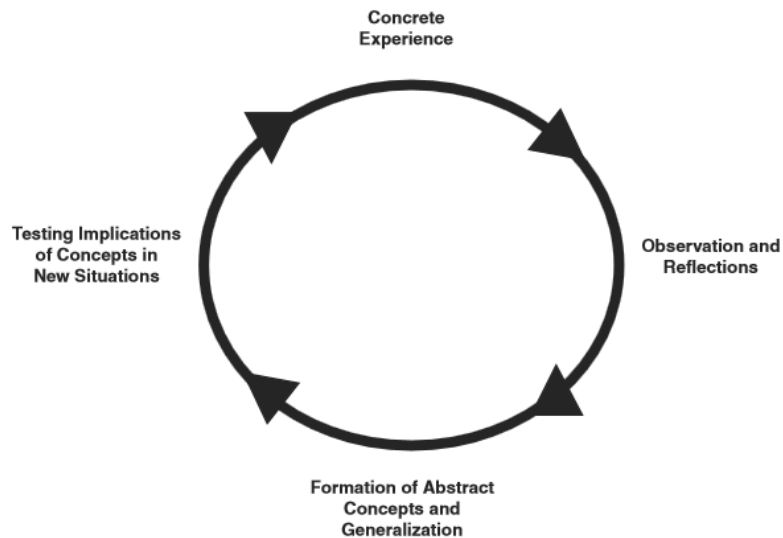 Concrete
Experience
Observation and
Reflections
Formation of Abstract
Concepts and
Generalization
Testing Implications
of Concepts in
New Situations